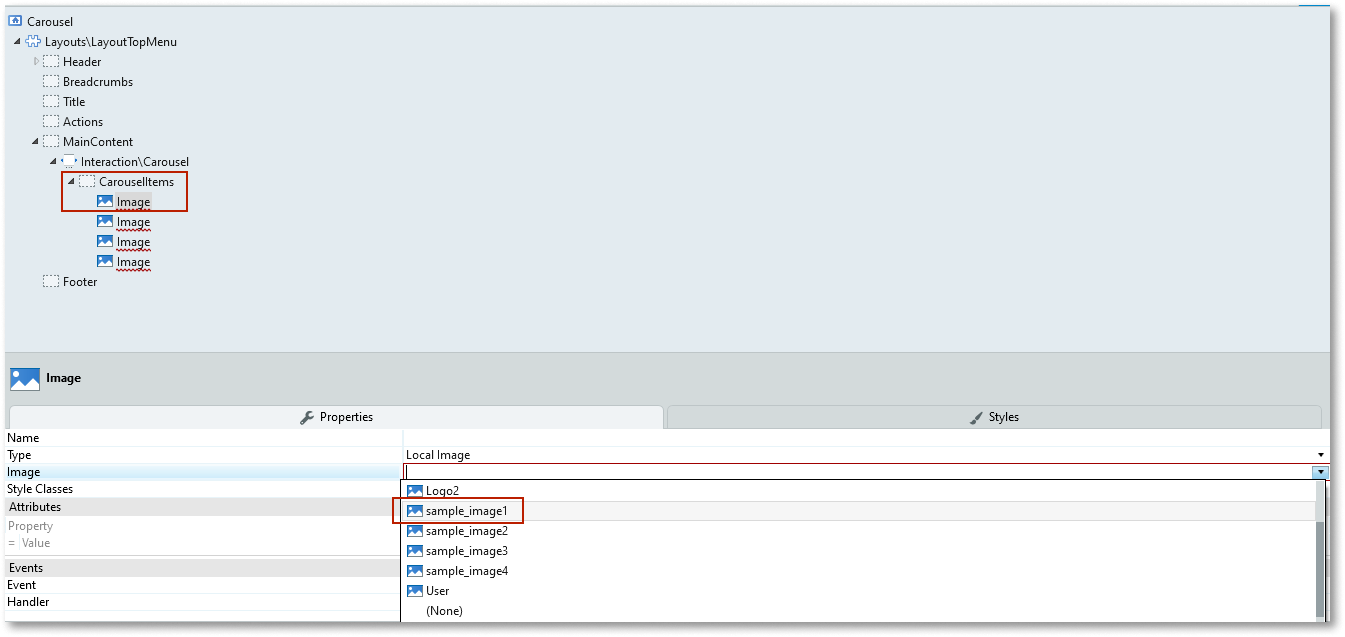 Carousel
Layouts\LayoutTopMenu
Header
Breadcrumbs
Title
Actions
MainContent
Interaction\Carousel
CarouselItems
Image
Image
Image
Image
Footer
Image
Properties
Styles
Name
Type Local Image
Image
Style Classes
Logo2
Attributes
sample_image1
Property
sample_image2
= Value
sample_image3
Events
sample_image4
Event
User
Handler
(None)